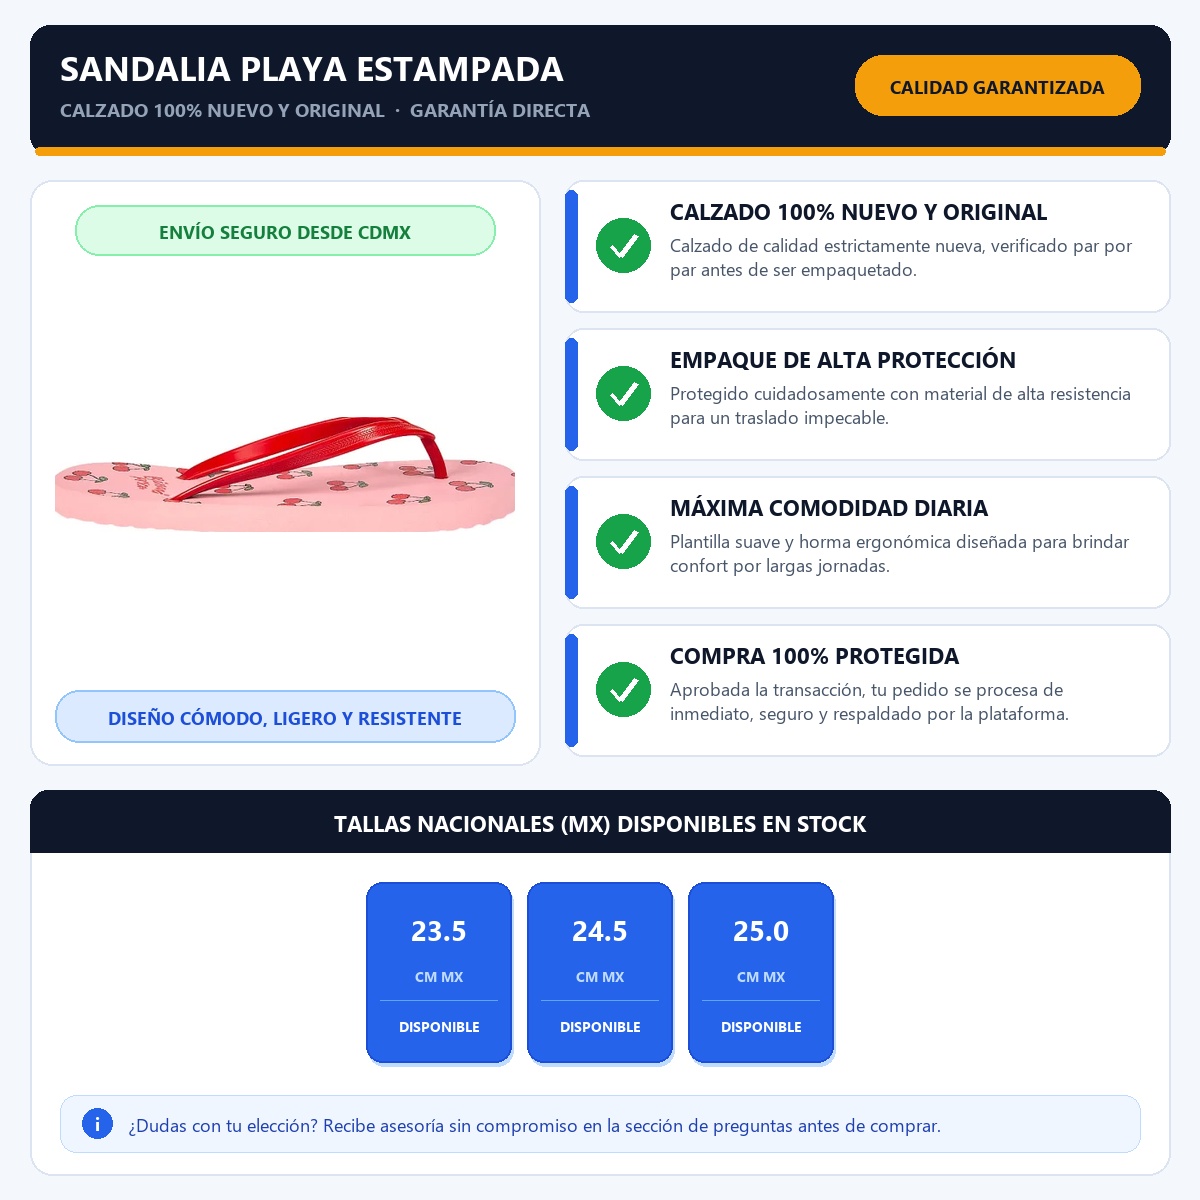 SANDALIA PLAYA ESTAMPADA
CALZADO 100% NUEVO Y ORIGINAL · GARANTÍA DIRECTA
CALIDAD GARANTIZADA
ENVÍO SEGURO DESDE CDMX
DISEÑO CÓMODO, LIGERO Y RESISTENTE
CALZADO 100% NUEVO Y ORIGINAL
Calzado de calidad estrictamente nueva, verificado par por
par antes de ser empaquetado.
EMPAQUE DE ALTA PROTECCIÓN
Protegido cuidadosamente con material de alta resistencia
para un traslado impecable.
MÁXIMA COMODIDAD DIARIA
Plantilla suave y horma ergonómica diseñada para brindar
confort por largas jornadas.
COMPRA 100% PROTEGIDA
Aprobada la transacción, tu pedido se procesa de
inmediato, seguro y respaldado por la plataforma.
TALLAS NACIONALES (MX) DISPONIBLES EN STOCK
23.5
CM MX
DISPONIBLE
24.5
CM MX
DISPONIBLE
25.0
CM MX
DISPONIBLE
¿Dudas con tu elección? Recibe asesoría sin compromiso en la sección de preguntas antes de comprar.